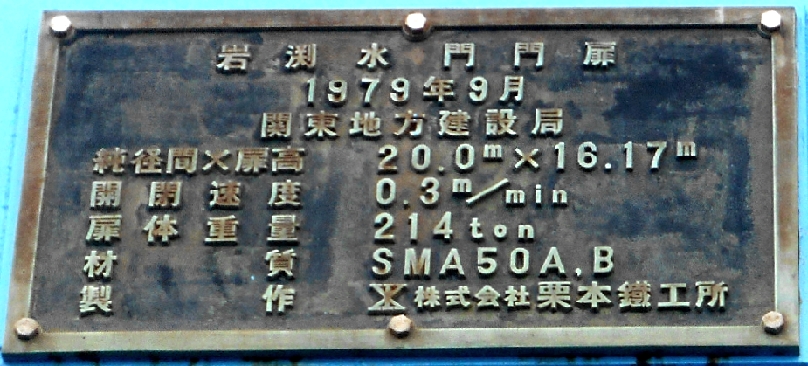 岩渕水門門扉
1979年9月
関東地方建設局
純径間×扉高 20.0m×16.17m
開閉速度 0.3m/min
扉体重量 214ton
材質 SMA50A,B
製作 株式会社栗本鐵工所